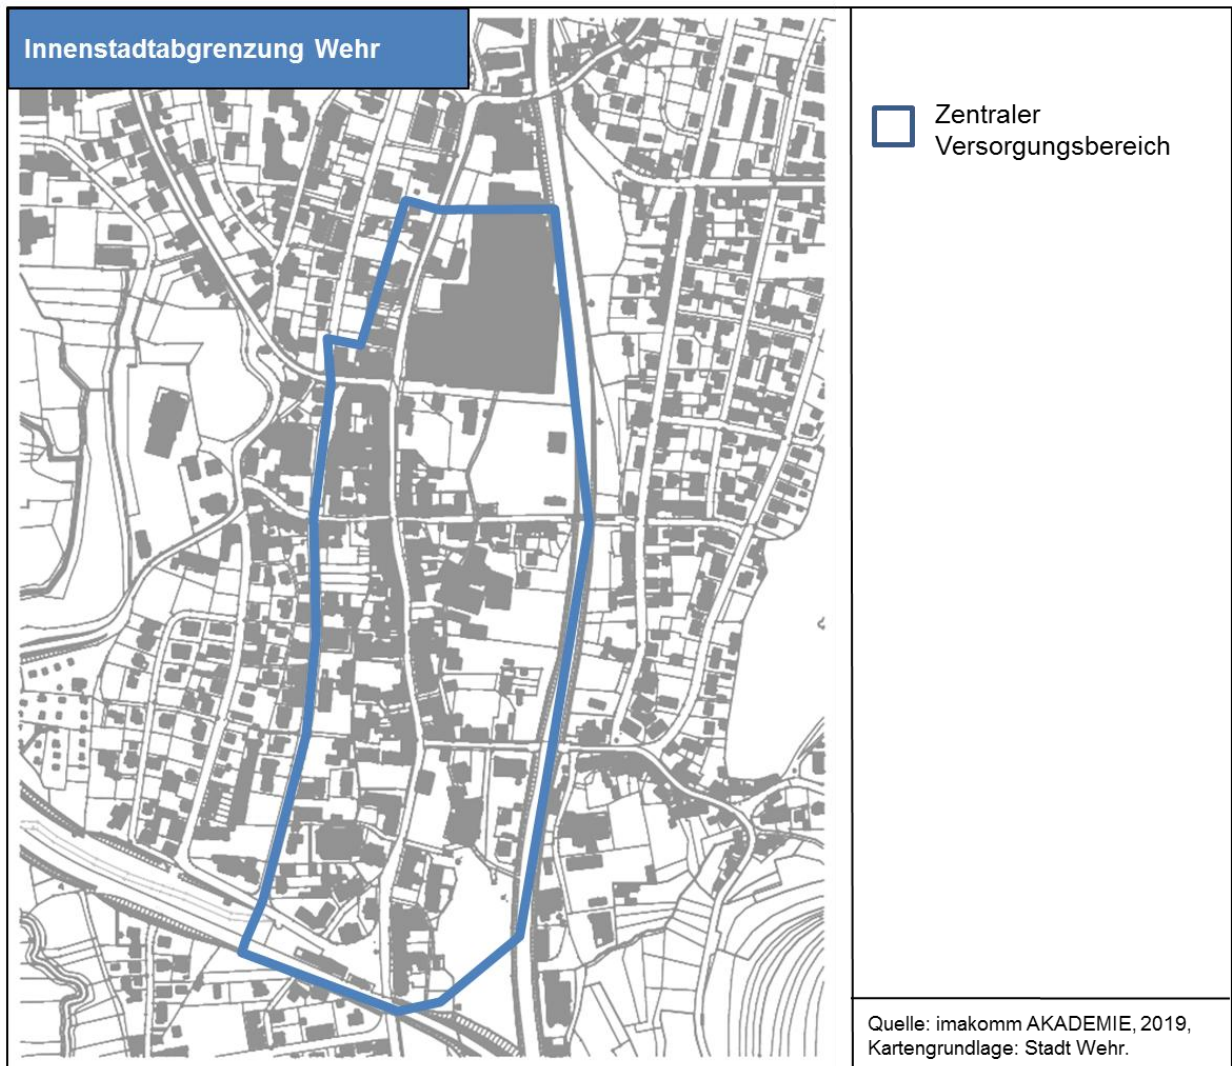 Innenstadtabgrenzung Wehr
Zentraler
Versorgungsbereich
Quelle: imakomm AKADEMIE, 2019,
Kartengrundlage: Stadt Wehr.